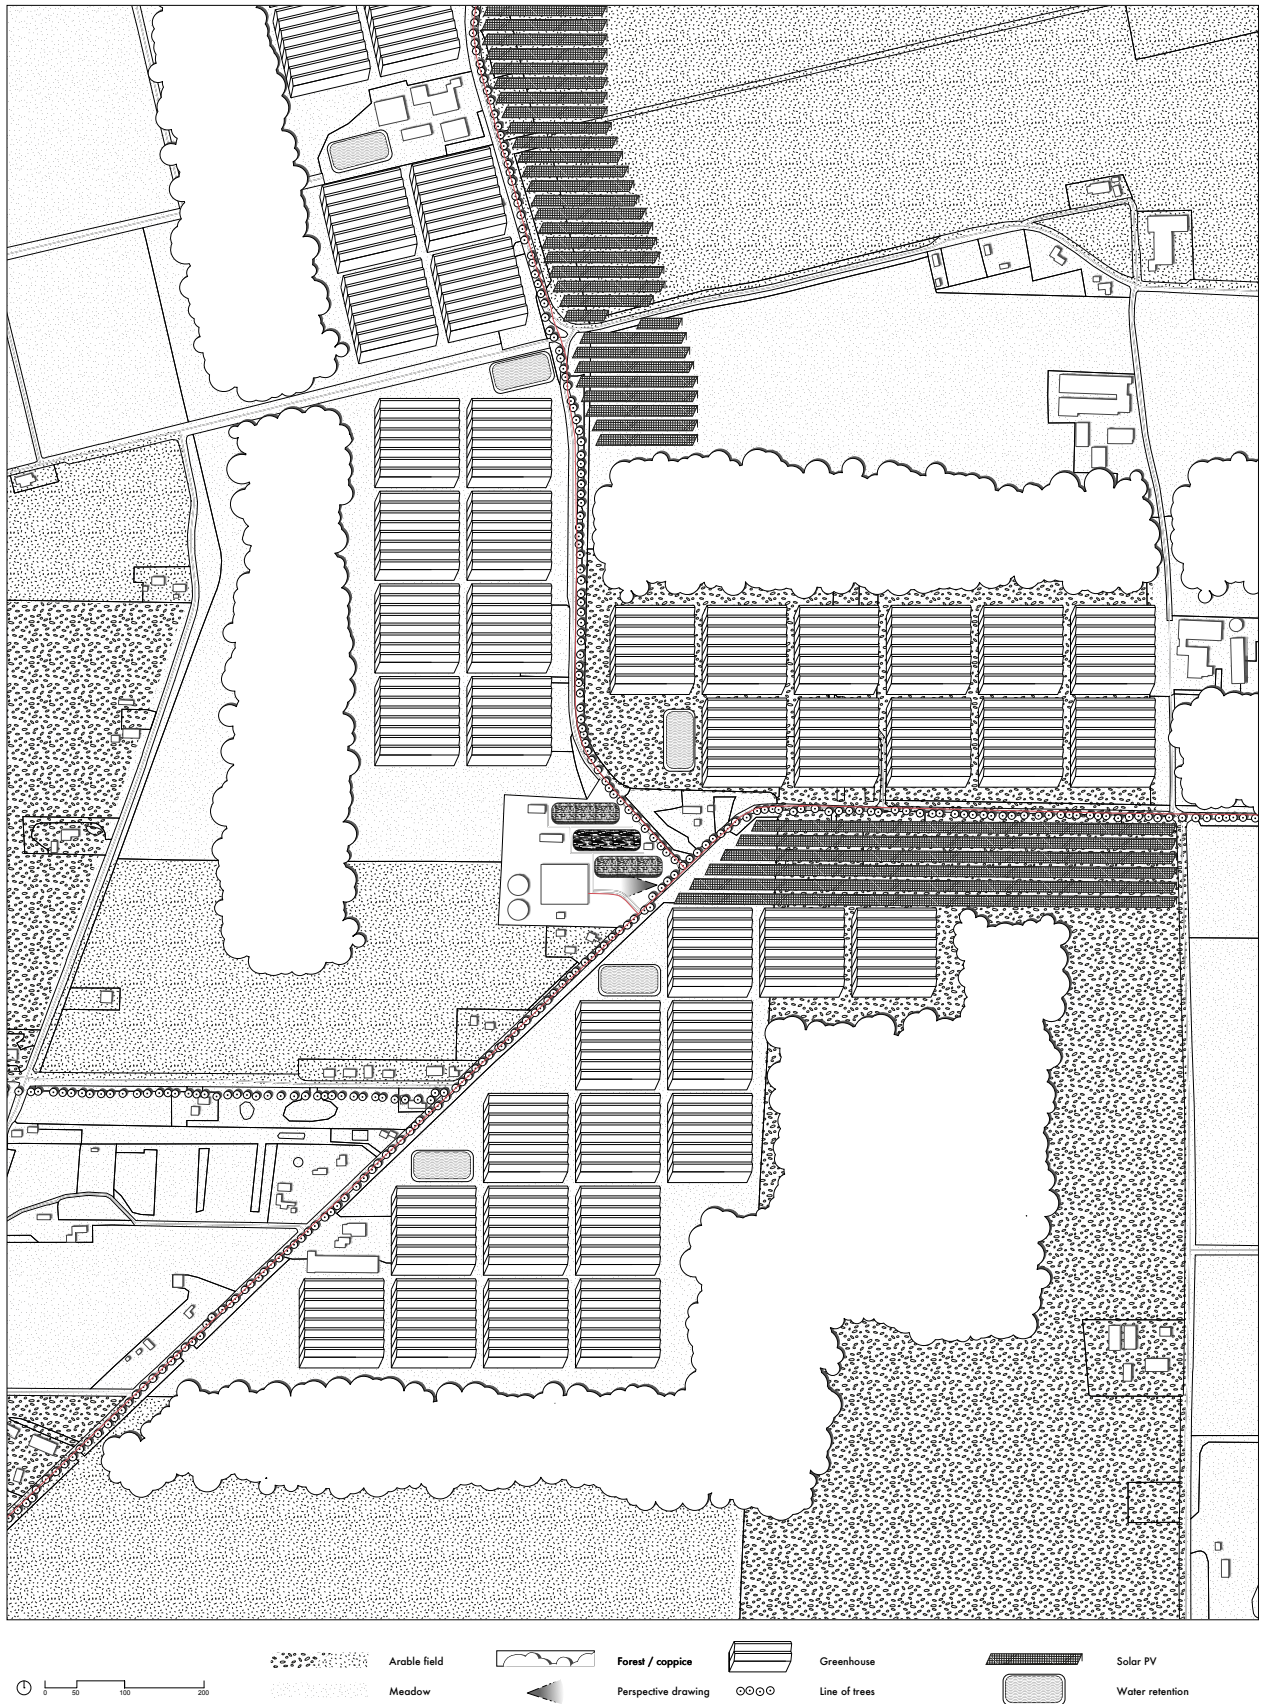 Arable field
Forest / coppice
Greenhouse
Solar PV
0 50 100 200
Meadow
Perspective drawing
Line of trees
Water retention